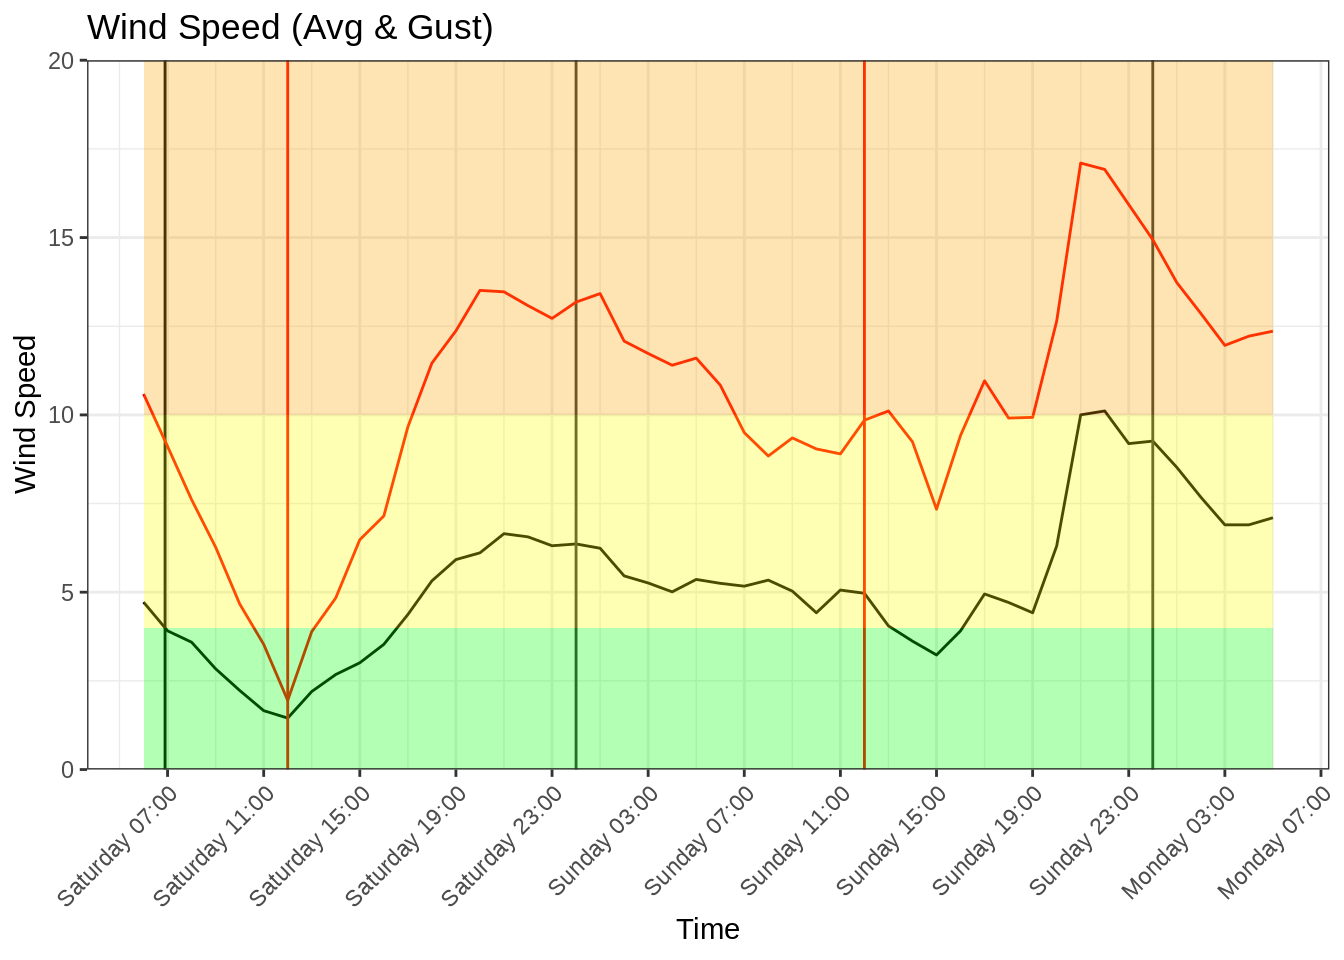 Wind Speed (Avg & Gust)
20
15
10
5
0
Wind Speed
Saturday 07:00
Saturday 11:00
Saturday 15:00
Saturday 19:00
Saturday 23:00
Sunday 03:00
Sunday 07:00
Sunday 11:00
Sunday 15:00
Sunday 19:00
Sunday 23:00
Monday 03:00
Monday 07:00
Time